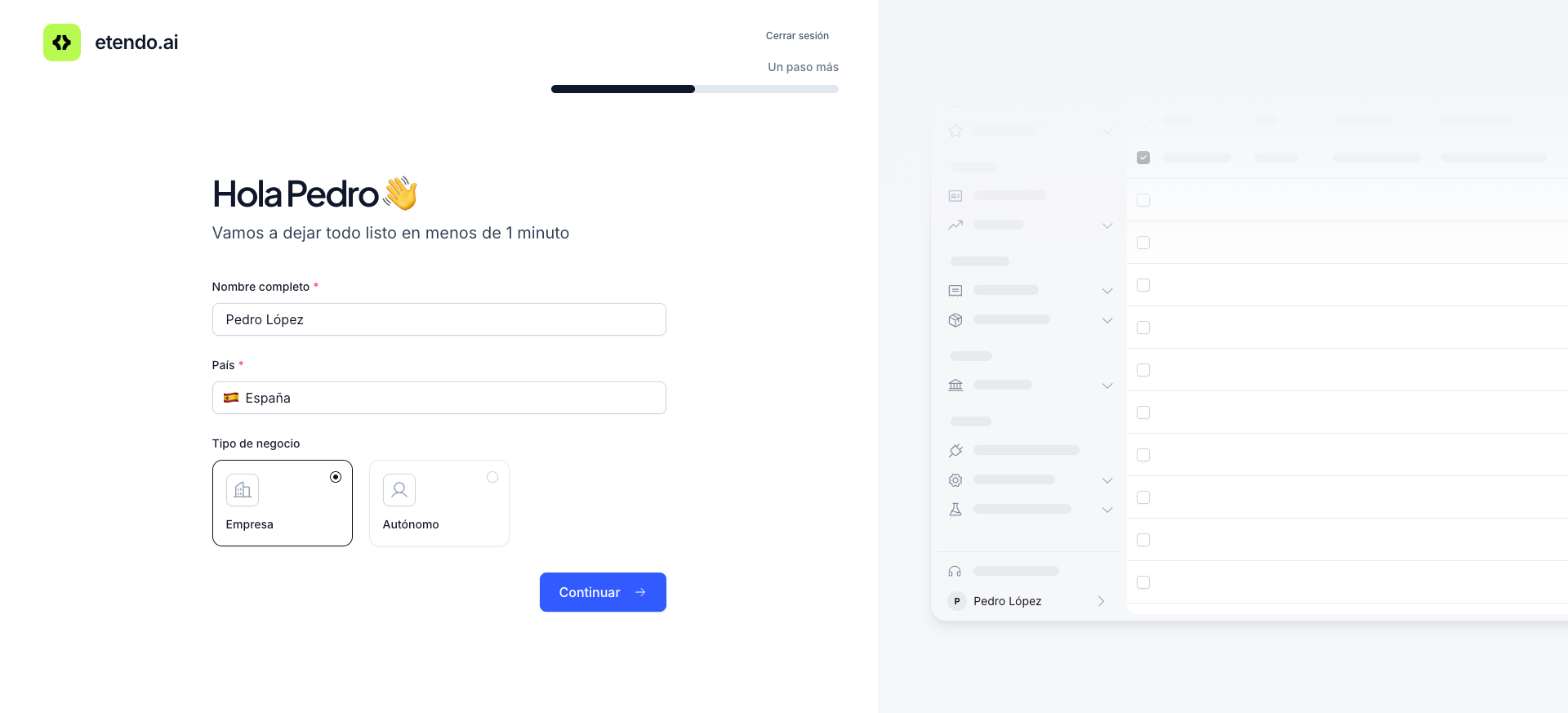 etendo.ai
Cerrar sesión
Un paso más
Hola Pedro👋
Vamos a dejar todo listo en menos de 1 minuto
Nombre completo *
Pedro López
País *
🇪🇸 España
Tipo de negocio
Empresa
Autónomo
Continuar →
P Pedro López